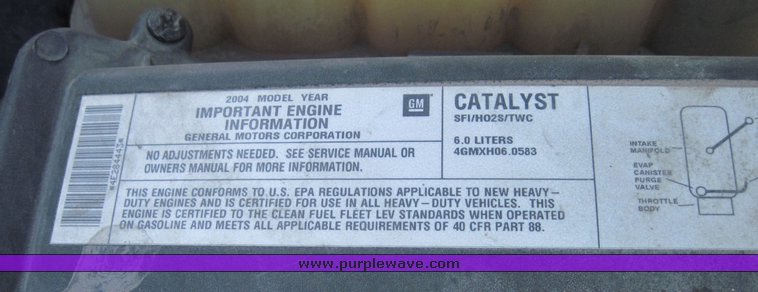 *4E284443*
2004 MODEL YEAR
IMPORTANT ENGINE
INFORMATION
GENERAL MOTORS CORPORATION
GM
NO ADJUSTMENTS NEEDED. SEE SERVICE MANUAL OR
OWNERS MANUAL FOR MORE INFORMATION.
CATALYST
SFI/HO2S/TWC
6.0 LITERS
4GMXH06.0583
THIS ENGINE CONFORMS TO U.S. EPA REGULATIONS APPLICABLE TO NEW HEAVY-
DUTY ENGINES AND IS CERTIFIED FOR USE IN ALL HEAVY-DUTY VEHICLES. THIS
ENGINE IS CERTIFIED TO THE CLEAN FUEL FLEET LEV STANDARDS WHEN OPERATED
ON GASOLINE AND MEETS ALL APPLICABLE REQUIREMENTS OF 40 CFR PART 88.
INTAKE
MANIFOLD
EVAP
CANISTER
PURGE
VALVE
THROTTLE
BODY
www.purplewave.com